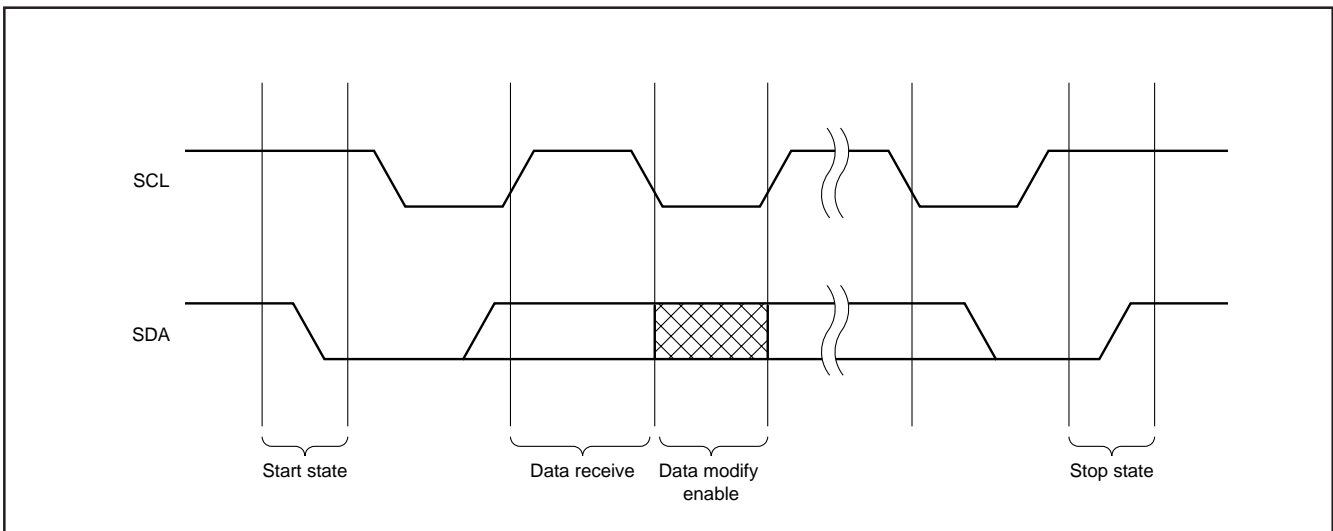 SCL
SDA
Start state
Data receive
Data modify
enable
Stop state